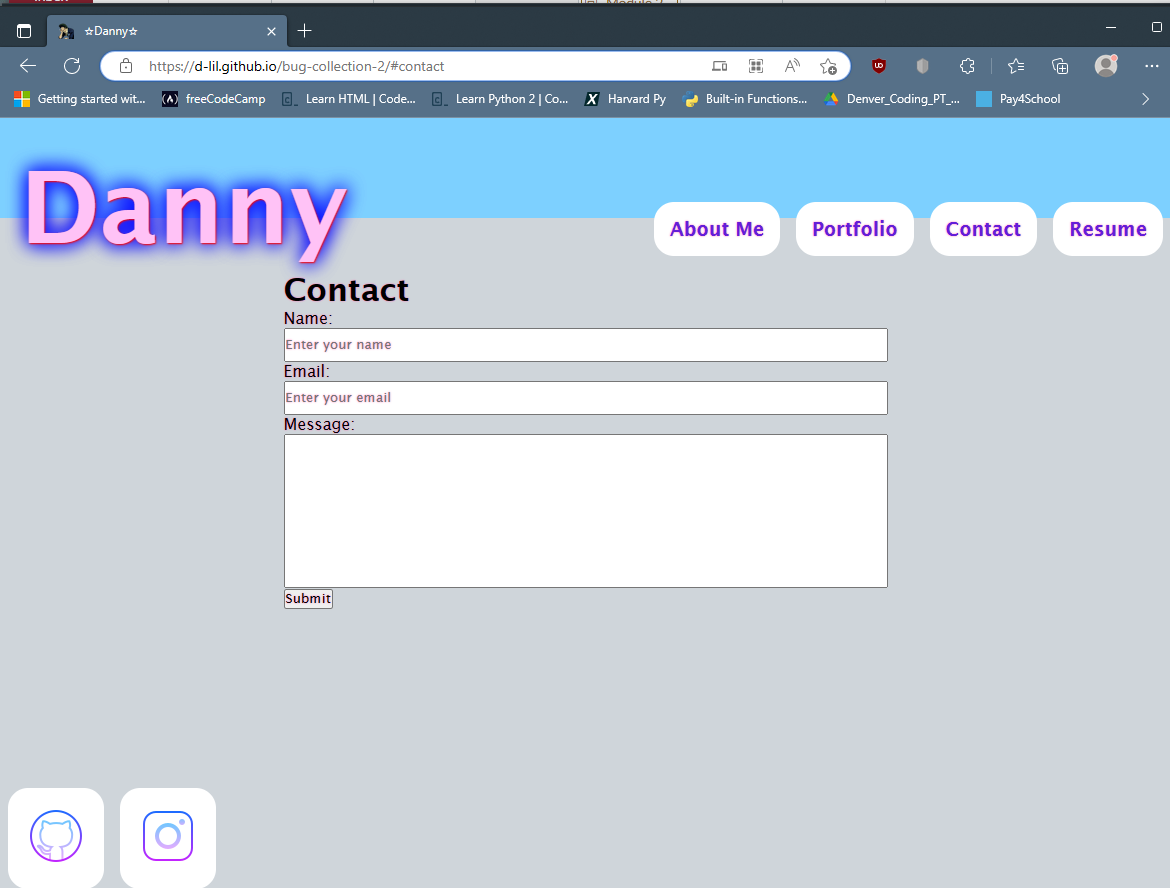 ☆Danny☆
https://d-lil.github.io/bug-collection-2/#contact
Getting started wit... freeCodeCamp Learn HTML | Code... Learn Python 2 | Co... Harvard Py Built-in Functions... Denver_Coding_PT_... Pay4School
Danny
About Me Portfolio Contact Resume
Contact
Name:
Enter your name
Email:
Enter your email
Message:
Submit